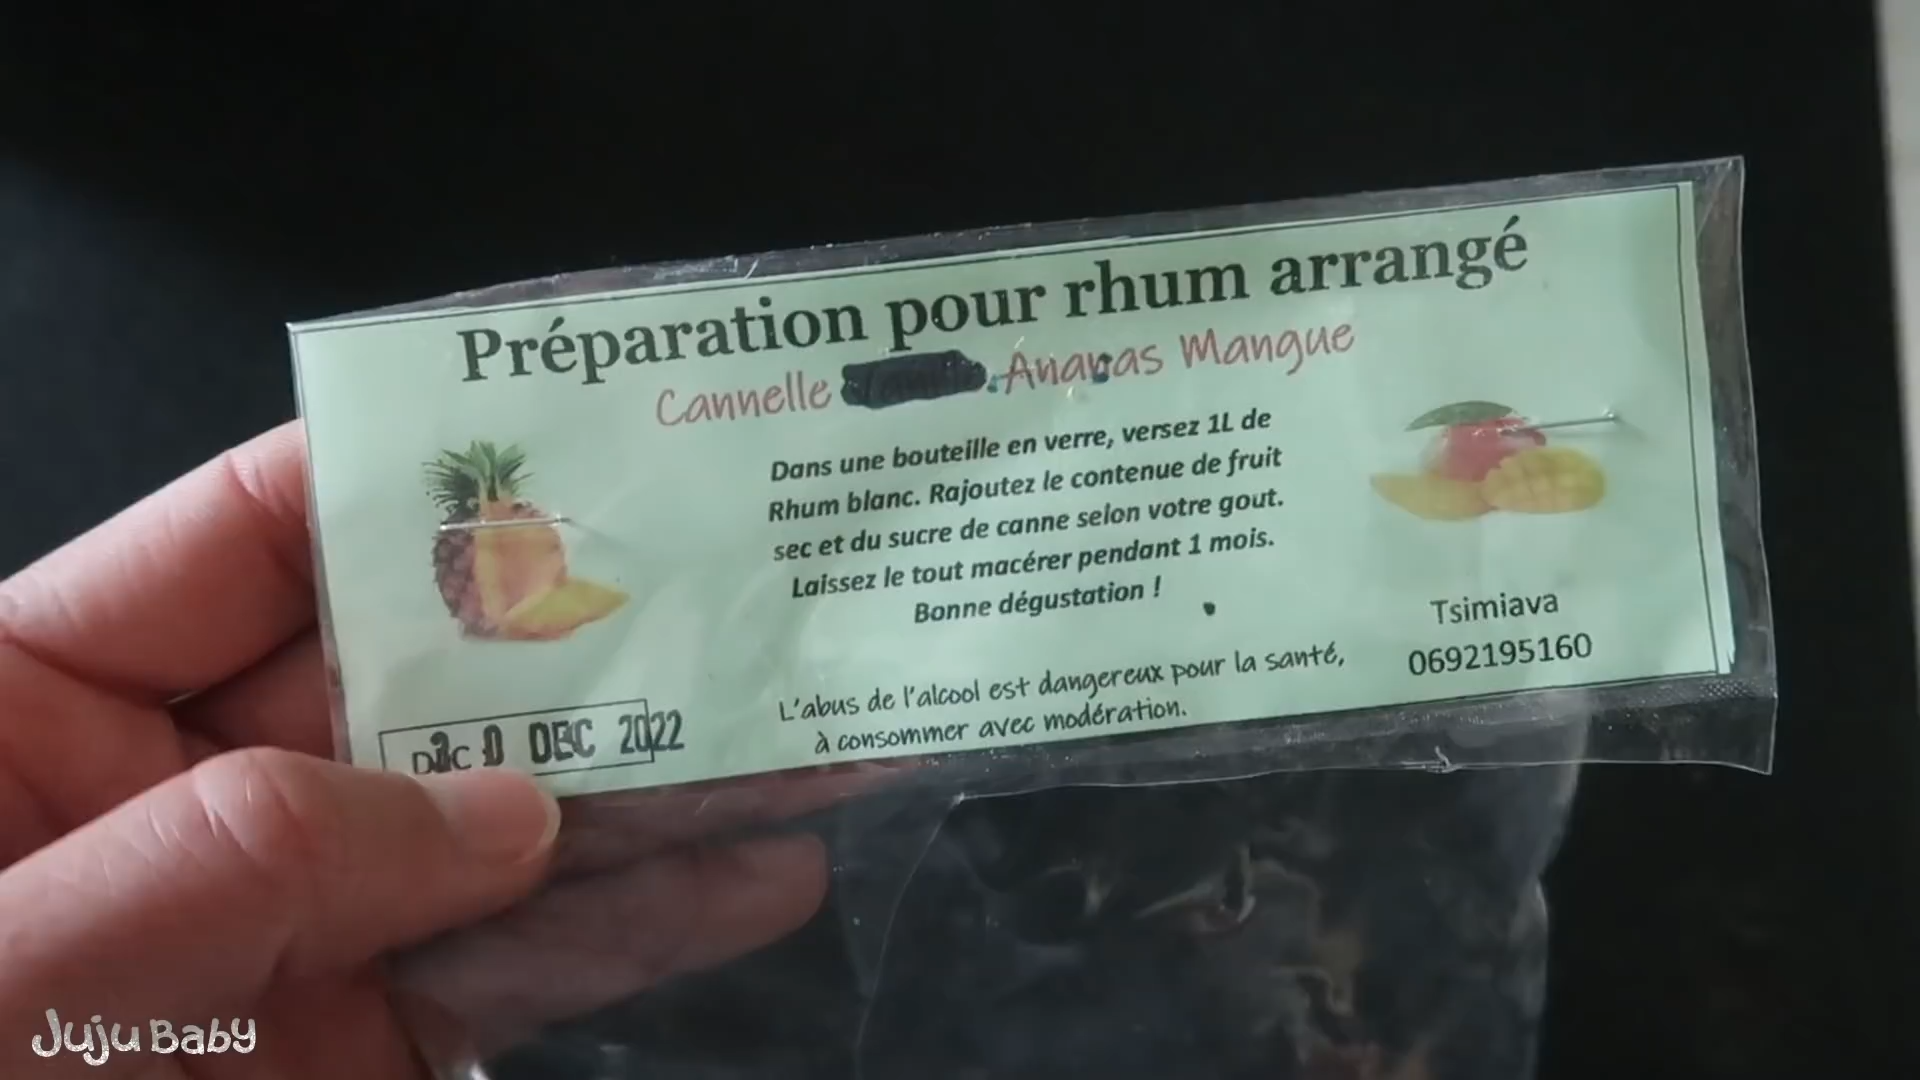 Préparation pour rhum arrangé
Cannelle Ananas Mangue
Dans une bouteille en verre, versez 1L de
Rhum blanc. Rajoutez le contenue de fruit
sec et du sucre de canne selon votre gout.
Laissez le tout macérer pendant 1 mois.
Bonne dégustation !
Tsimiava
0692195160
L'abus de l'alcool est dangereux pour la santé,
à consommer avec modération.
DEC 2022
Juju Baby